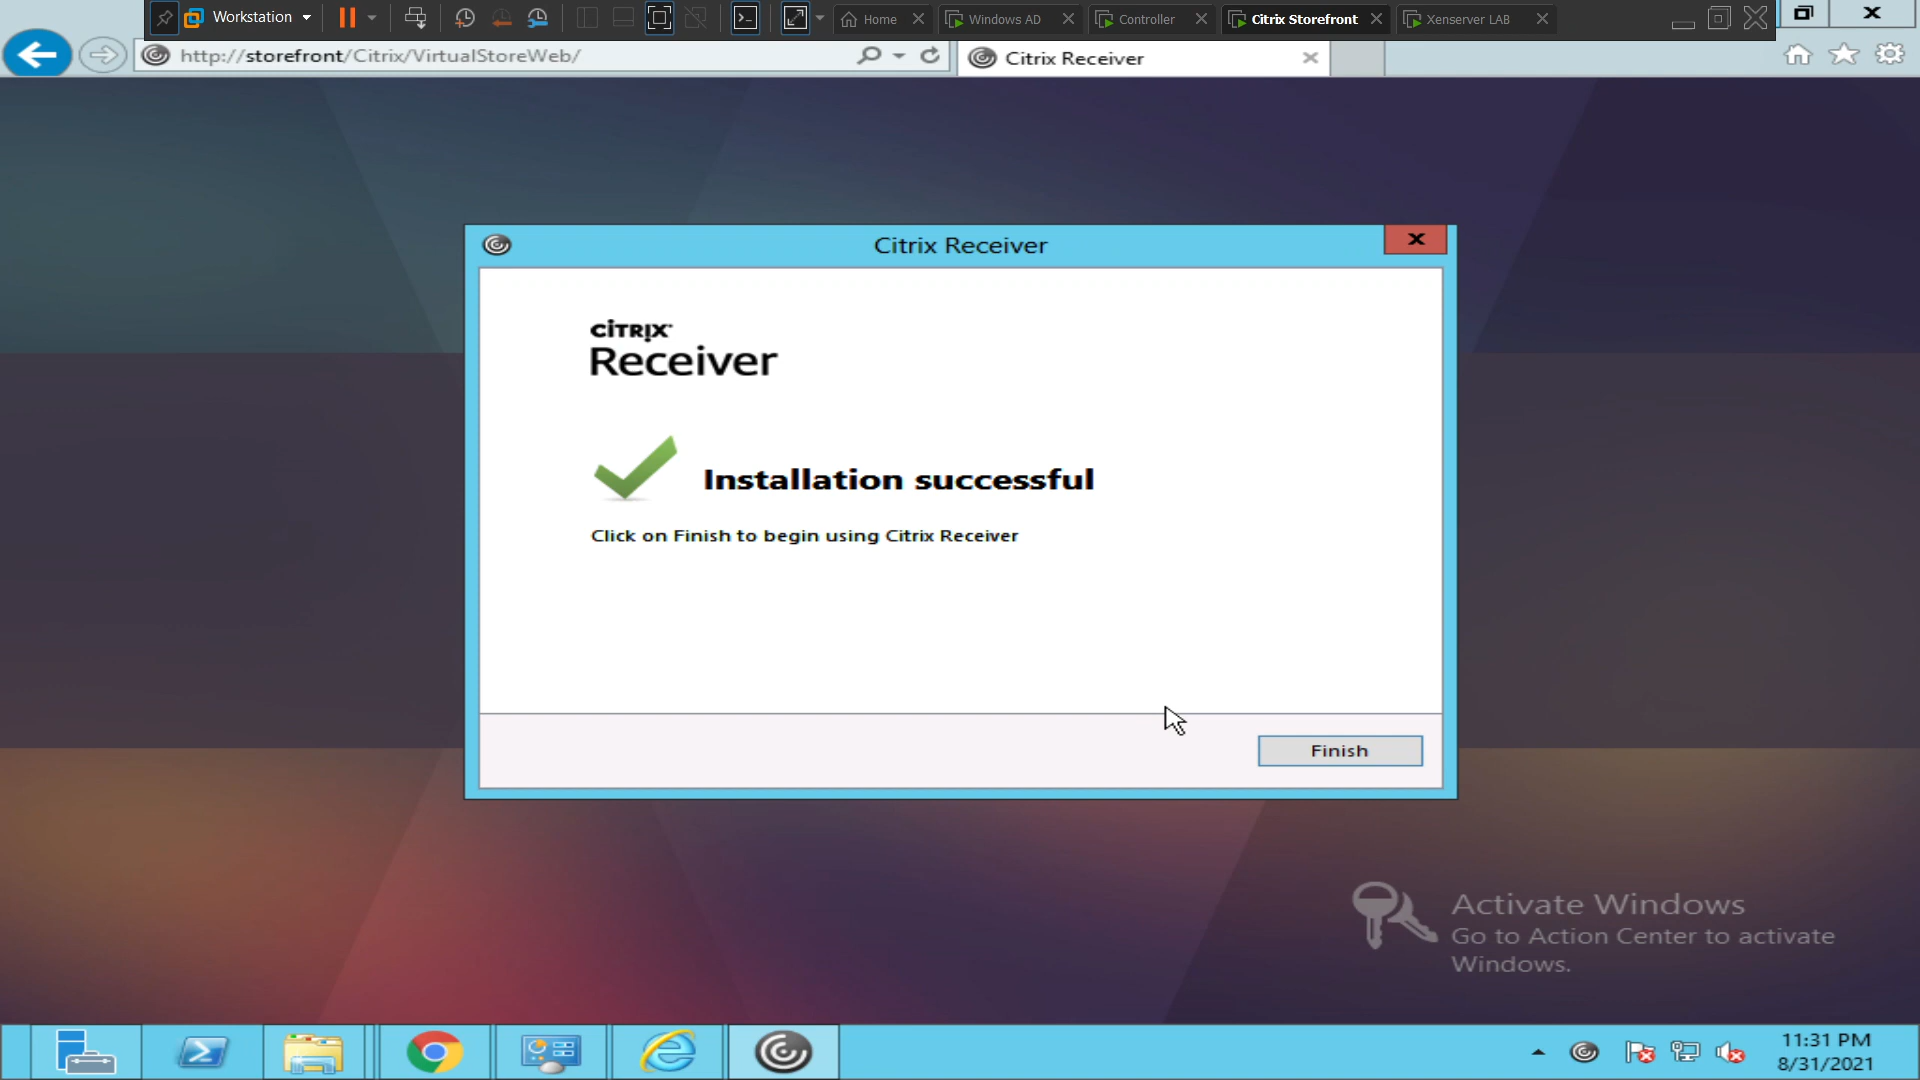 Workstation
Home
Windows AD
Controller
Citrix Storefront
Xenserver LAB
http://storefront/Citrix/VirtualStoreWeb/
Citrix Receiver
Citrix Receiver
CITRIX
Receiver
Installation successful
Click on Finish to begin using Citrix Receiver
Finish
Activate Windows
Go to Action Center to activate
Windows.
11:31 PM
8/31/2021